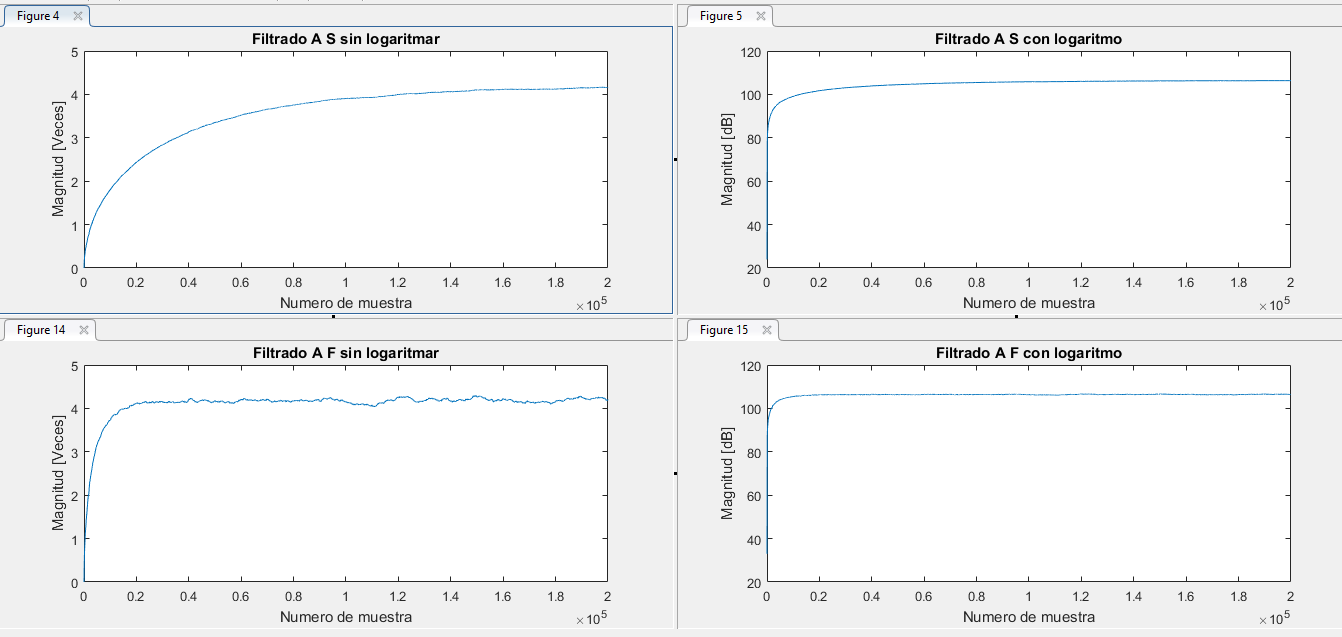 Figure 4
Filtrado A S sin logaritmar
5
4
3
2
1
0
Magnitud [Veces]
0 0.2 0.4 0.6 0.8 1 1.2 1.4 1.6 1.8 2
Numero de muestra
×10^5
Figure 5
Filtrado A S con logaritmo
120
100
80
60
40
20
Magnitud [dB]
0 0.2 0.4 0.6 0.8 1 1.2 1.4 1.6 1.8 2
Numero de muestra
×10^5
Figure 14
Filtrado A F sin logaritmar
5
4
3
2
1
0
Magnitud [Veces]
0 0.2 0.4 0.6 0.8 1 1.2 1.4 1.6 1.8 2
Numero de muestra
×10^5
Figure 15
Filtrado A F con logaritmo
120
100
80
60
40
20
Magnitud [dB]
0 0.2 0.4 0.6 0.8 1 1.2 1.4 1.6 1.8 2
Numero de muestra
×10^5